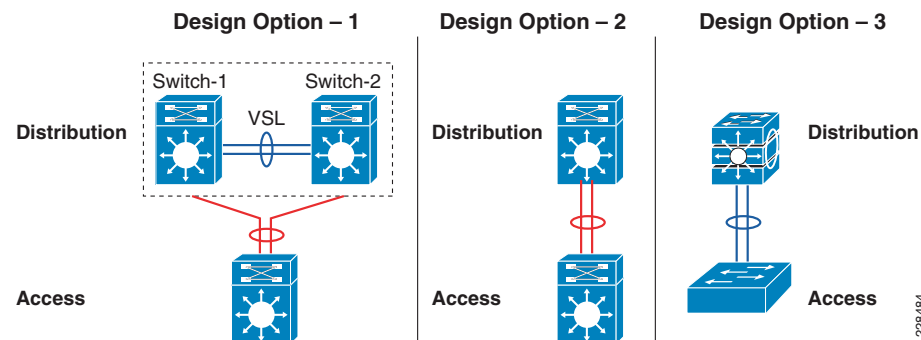 Design Option – 1
Design Option – 2
Design Option – 3
Switch-1
Switch-2
VSL
Distribution
Distribution
Distribution
Access
Access
Access
228484